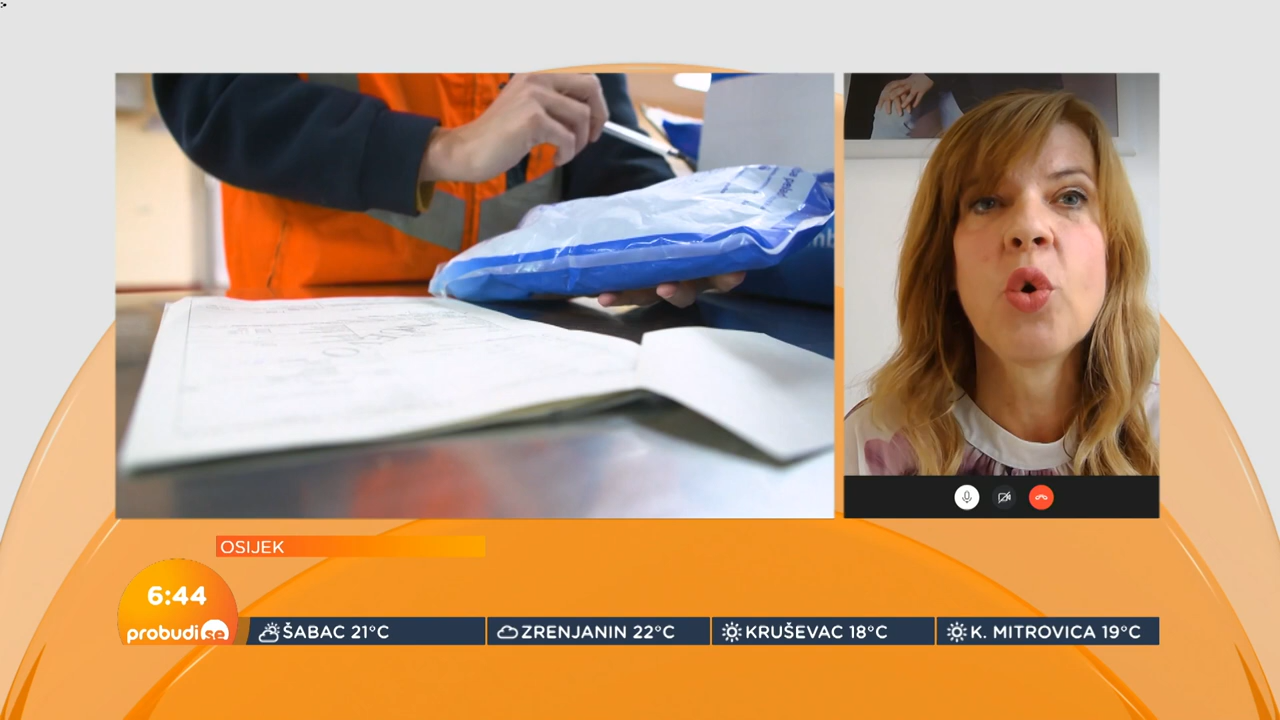 OSIJEK
6:44
probudi se
ŠABAC 21°C
ZRENJANIN 22°C
KRUŠEVAC 18°C
K. MITROVICA 19°C